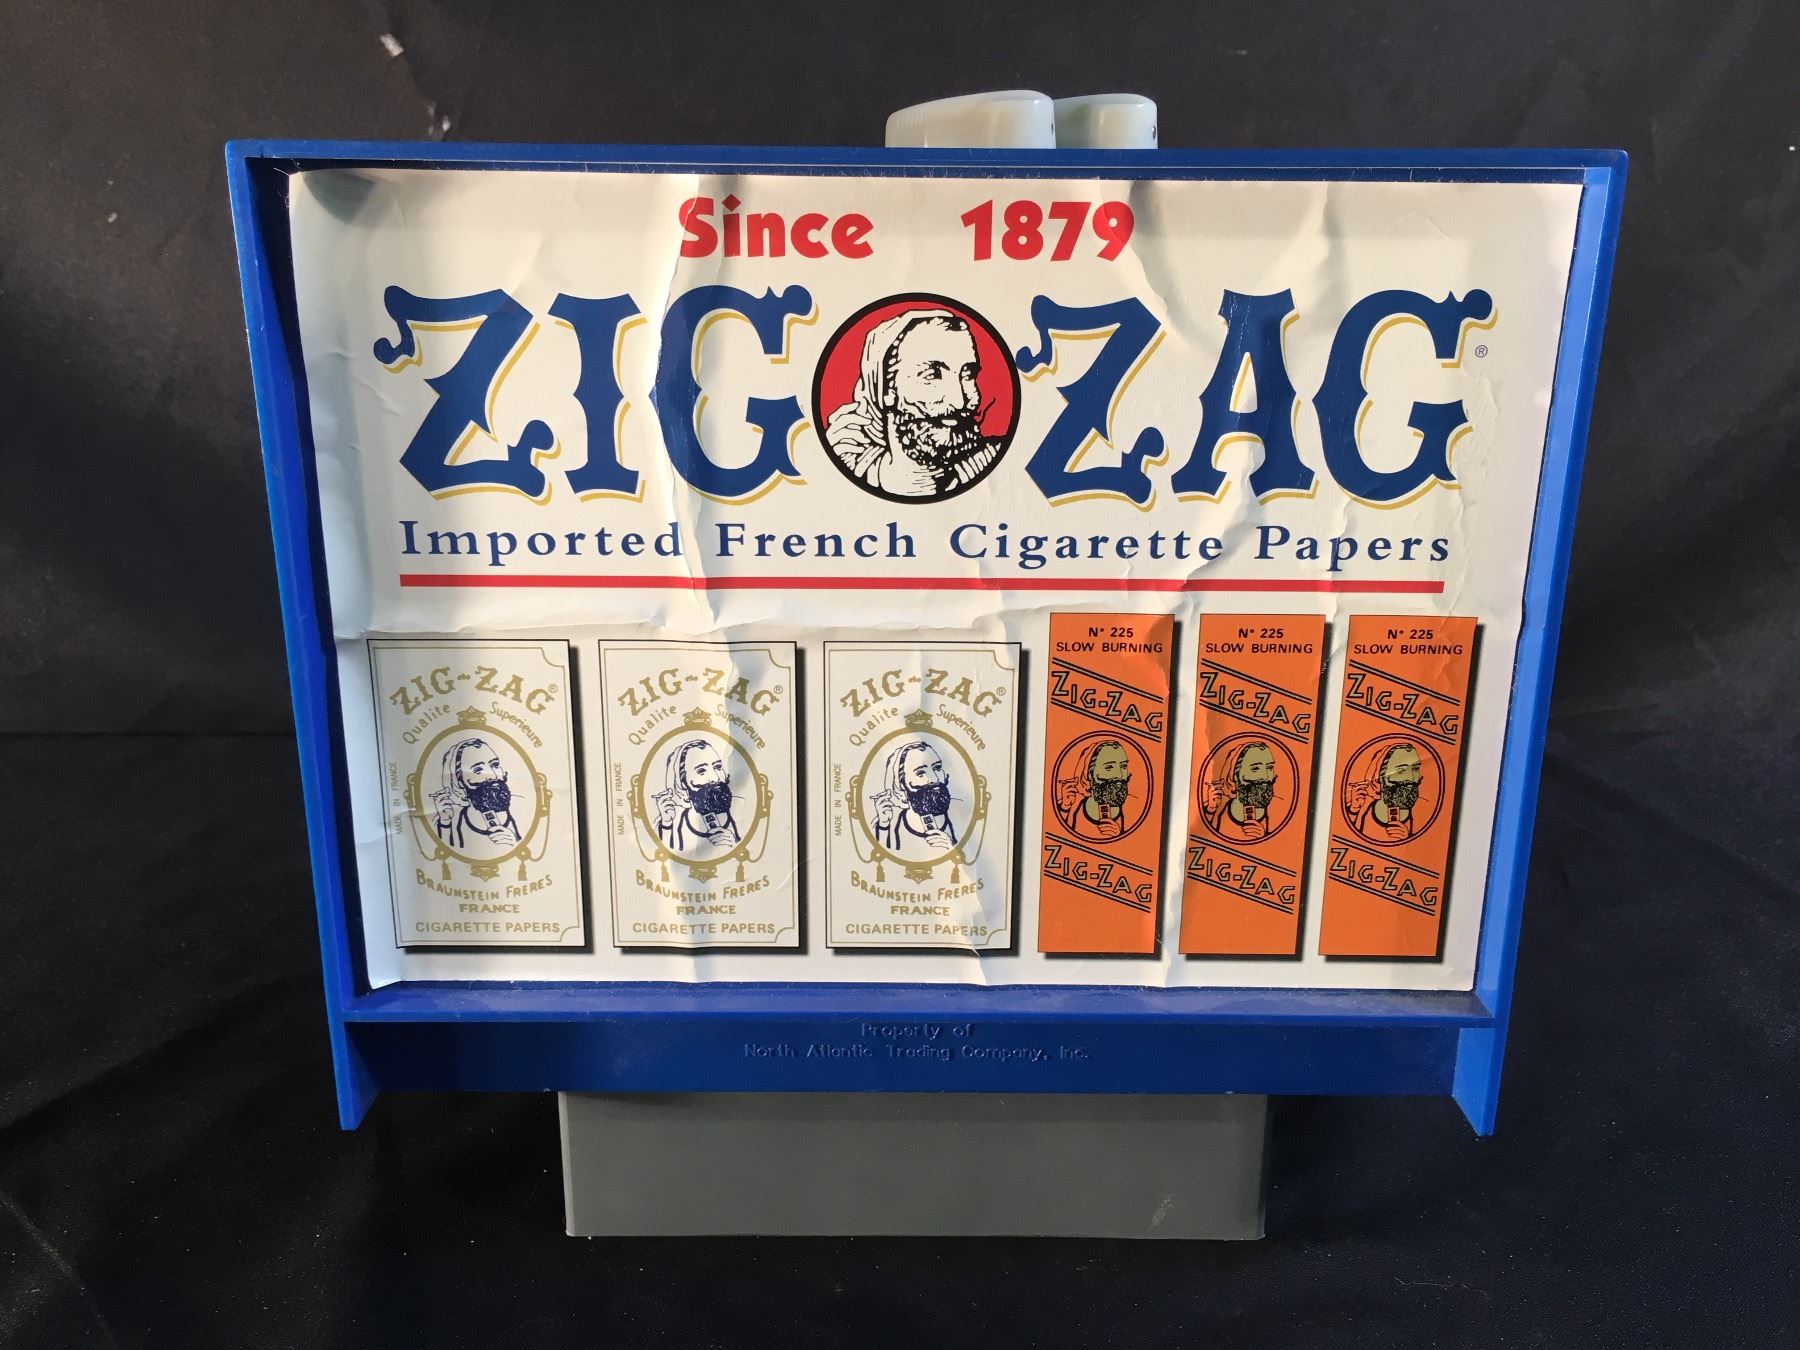 Since 1879
ZIG ZAG®
Imported French Cigarette Papers
ZIG-ZAG®
Qualite Superieure
MADE IN FRANCE
BRAUNSTEIN FRERES
FRANCE
CIGARETTE PAPERS
ZIG-ZAG®
Qualite Superieure
MADE IN FRANCE
BRAUNSTEIN FRERES
FRANCE
CIGARETTE PAPERS
ZIG-ZAG®
Qualite Superieure
MADE IN FRANCE
BRAUNSTEIN FRERES
FRANCE
CIGARETTE PAPERS
N° 225
SLOW BURNING
ZIG-ZAG
ZIG-ZAG
N° 225
SLOW BURNING
ZIG-ZAG
ZIG-ZAG
N° 225
SLOW BURNING
ZIG-ZAG
ZIG-ZAG
Property of
North Atlantic Trading Company, Inc.